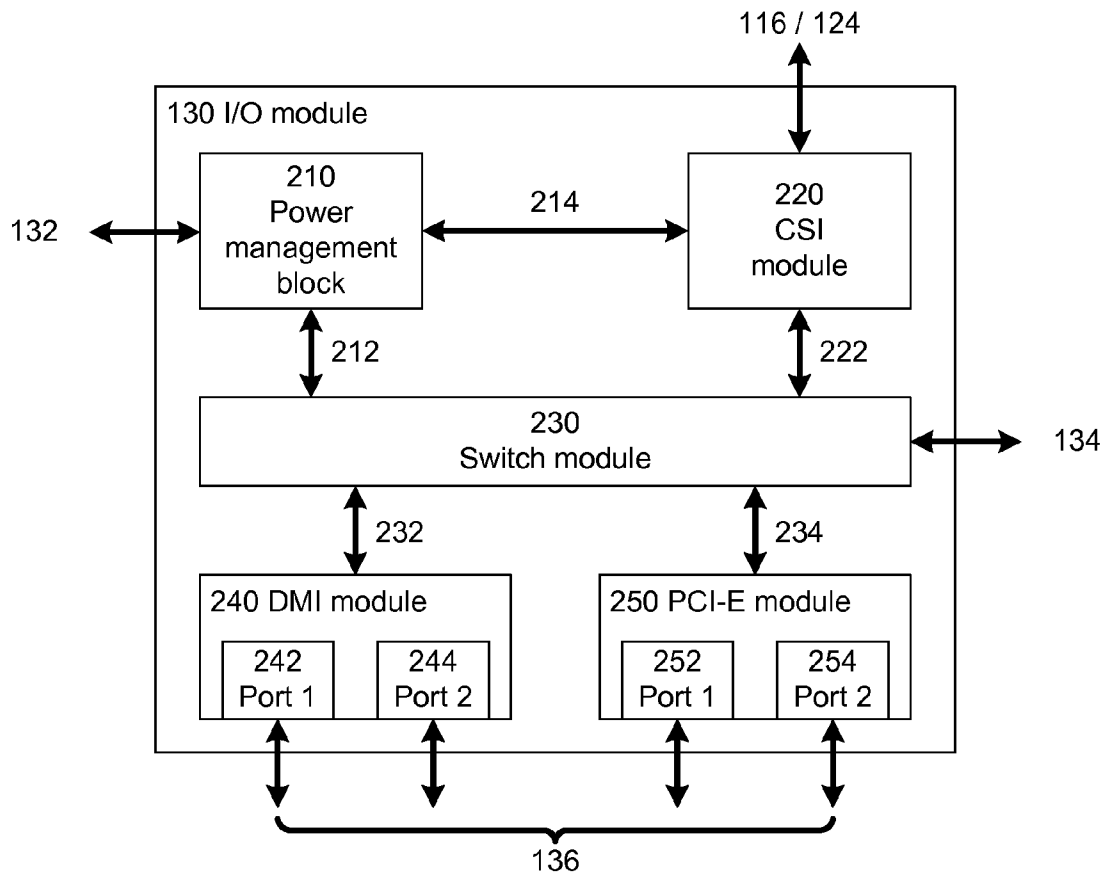 116 / 124
130 I/O module
210
Power
management
block
214
220
CSI
module
132
212
222
230
Switch module
134
232
234
240 DMI module
250 PCI-E module
242
Port 1
244
Port 2
252
Port 1
254
Port 2
136